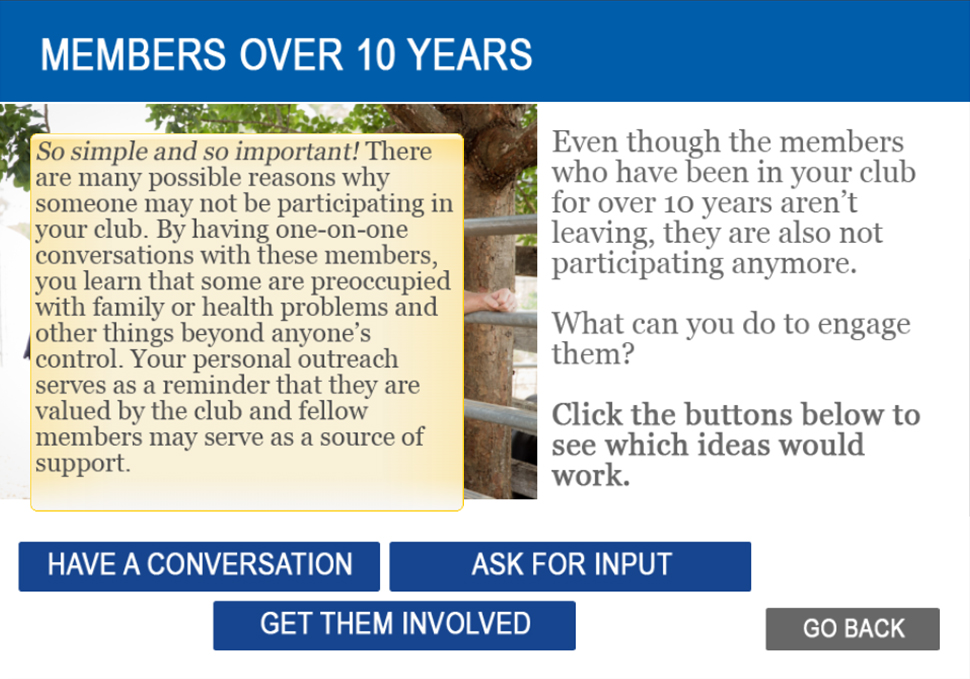 MEMBERS OVER 10 YEARS
So simple and so important! There
are many possible reasons why
someone may not be participating in
your club. By having one-on-one
conversations with these members,
you learn that some are preoccupied
with family or health problems and
other things beyond anyone’s
control. Your personal outreach
serves as a reminder that they are
valued by the club and fellow
members may serve as a source of
support.
Even though the members
who have been in your club
for over 10 years aren’t
leaving, they are also not
participating anymore.
What can you do to engage
them?
Click the buttons below to
see which ideas would
work.
HAVE A CONVERSATION
ASK FOR INPUT
GET THEM INVOLVED
GO BACK